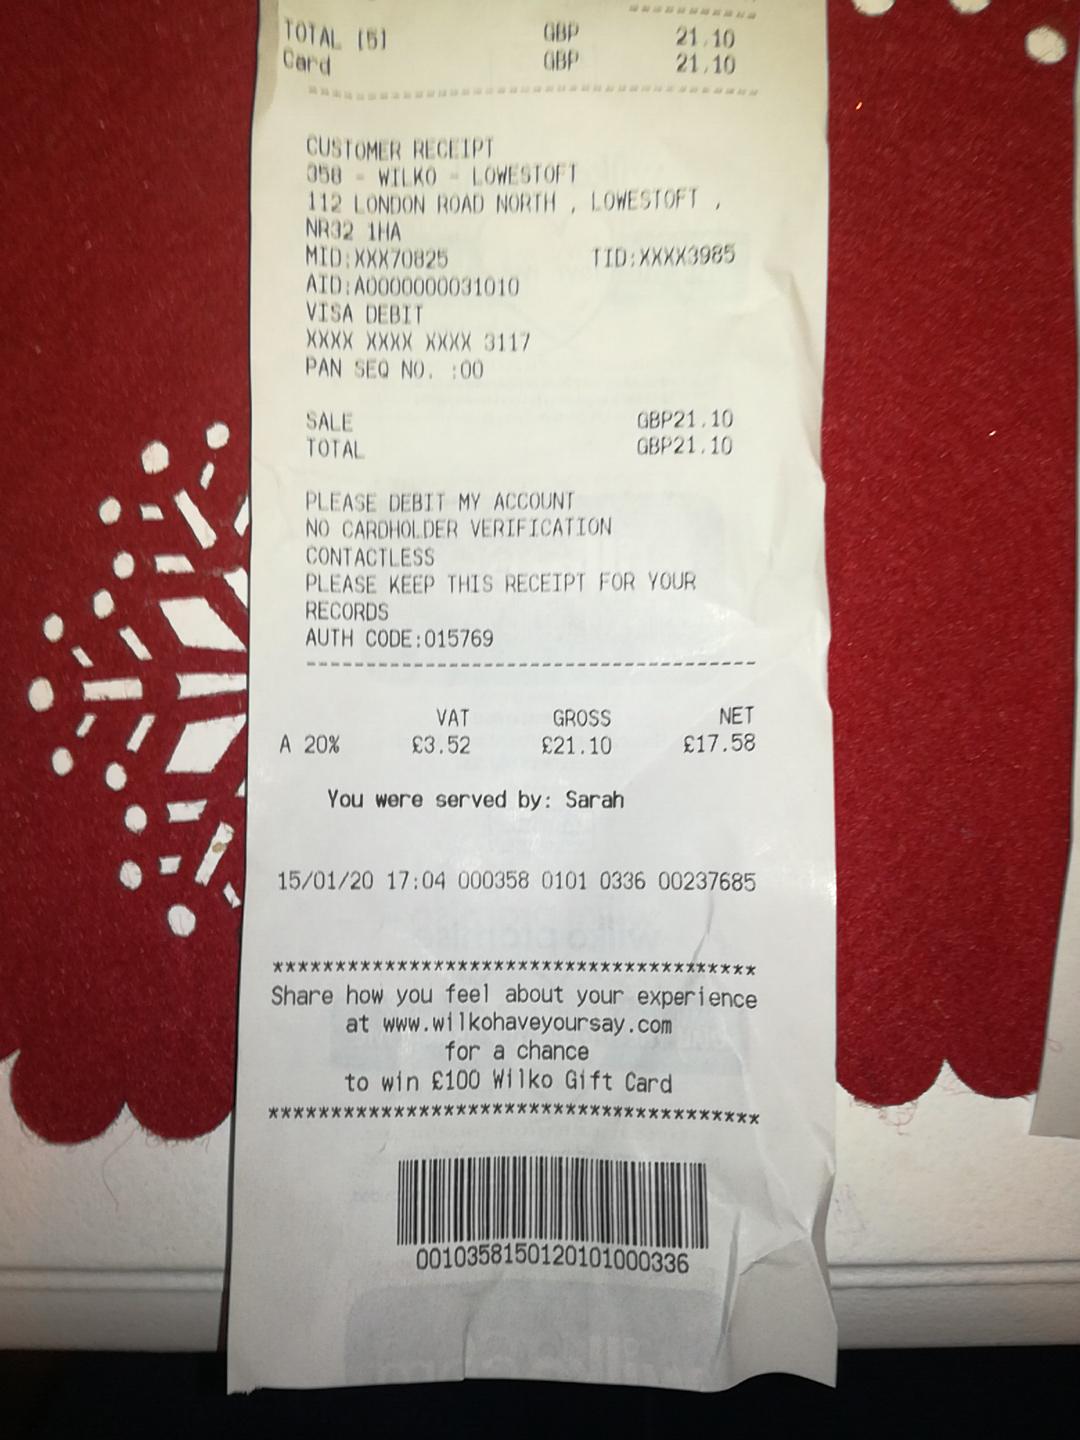 TOTAL [5] GBP 21.10
Card GBP 21.10
CUSTOMER RECEIPT
358 - WILKO - LOWESTOFT
112 LONDON ROAD NORTH , LOWESTOFT ,
NR32 1HA
MID:XXX70825 TID:XXXX3985
AID:A0000000031010
VISA DEBIT
XXXX XXXX XXXX 3117
PAN SEQ NO. :00
SALE GBP21.10
TOTAL GBP21.10
PLEASE DEBIT MY ACCOUNT
NO CARDHOLDER VERIFICATION
CONTACTLESS
PLEASE KEEP THIS RECEIPT FOR YOUR
RECORDS
AUTH CODE:015769
------------------------------------
VAT GROSS NET
A 20% £3.52 £21.10 £17.58
You were served by: Sarah
15/01/20 17:04 000358 0101 0336 00237685
****************************************
Share how you feel about your experience
at www.wilkohaveyoursay.com
for a chance
to win £100 Wilko Gift Card
****************************************
0010358150120101000336